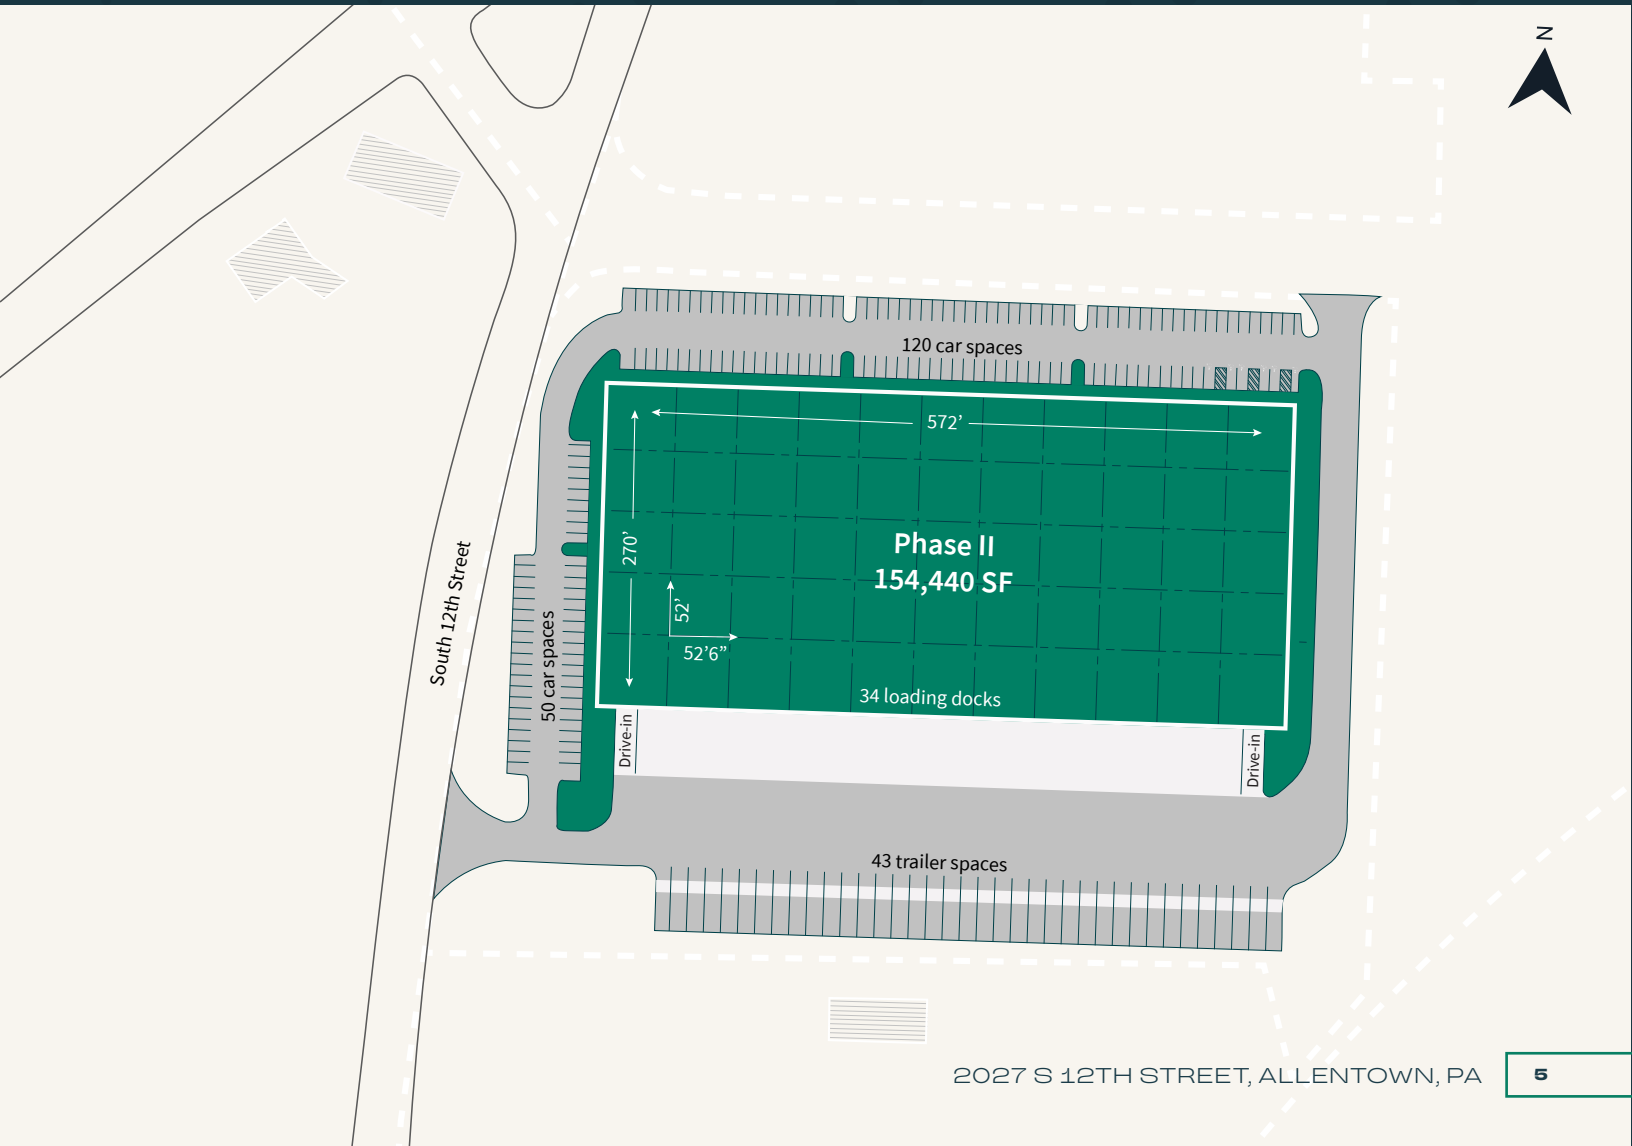 N
120 car spaces
572’
270’
Phase II
154,440 SF
52’
52’6”
South 12th Street
50 car spaces
34 loading docks
Drive-in
Drive-in
43 trailer spaces
2027 S 12TH STREET, ALLENTOWN, PA
5